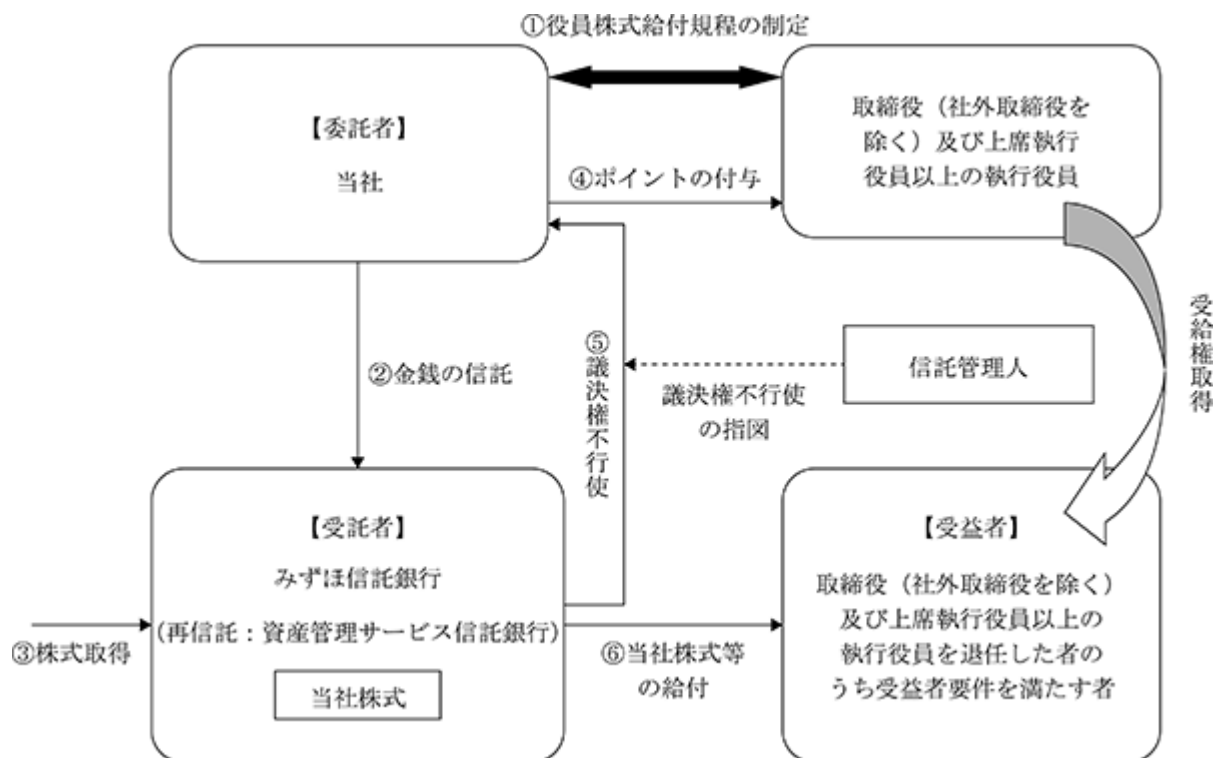 ①役員株式給付規程の制定
【委託者】
当社
取締役（社外取締役を
除く）及び上席執行
役員以上の執行役員
④ポイントの付与
②金銭の信託
⑤議決権不行使
議決権不行使
の指図
信託管理人
受給権取得
【受託者】
みずほ信託銀行
（再信託：資産管理サービス信託銀行）
当社株式
③株式取得
⑥当社株式等
の給付
【受益者】
取締役（社外取締役を除く）
及び上席執行役員以上の
執行役員を退任した者の
うち受益者要件を満たす者